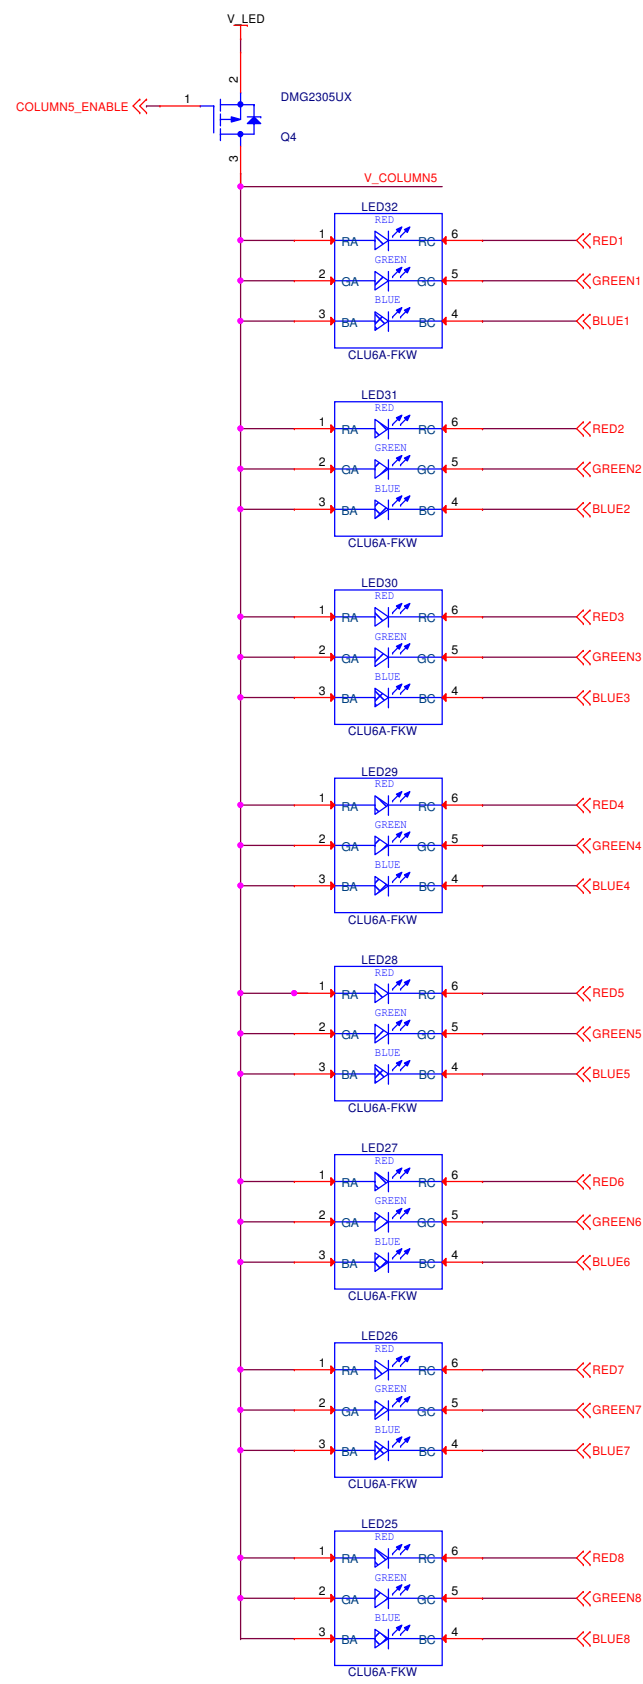 V_LED
2
1
DMG2305UX
COLUMN5_ENABLE
Q4
3
V_COLUMN5
LED32
RED
1 RA RC 6 RED1
GREEN
2 GA GC 5 GREEN1
BLUE
3 BA BC 4 BLUE1
CLU6A-FKW
LED31
RED
1 RA RC 6 RED2
GREEN
2 GA GC 5 GREEN2
BLUE
3 BA BC 4 BLUE2
CLU6A-FKW
LED30
RED
1 RA RC 6 RED3
GREEN
2 GA GC 5 GREEN3
BLUE
3 BA BC 4 BLUE3
CLU6A-FKW
LED29
RED
1 RA RC 6 RED4
GREEN
2 GA GC 5 GREEN4
BLUE
3 BA BC 4 BLUE4
CLU6A-FKW
LED28
RED
1 RA RC 6 RED5
GREEN
2 GA GC 5 GREEN5
BLUE
3 BA BC 4 BLUE5
CLU6A-FKW
LED27
RED
1 RA RC 6 RED6
GREEN
2 GA GC 5 GREEN6
BLUE
3 BA BC 4 BLUE6
CLU6A-FKW
LED26
RED
1 RA RC 6 RED7
GREEN
2 GA GC 5 GREEN7
BLUE
3 BA BC 4 BLUE7
CLU6A-FKW
LED25
RED
1 RA RC 6 RED8
GREEN
2 GA GC 5 GREEN8
BLUE
3 BA BC 4 BLUE8
CLU6A-FKW